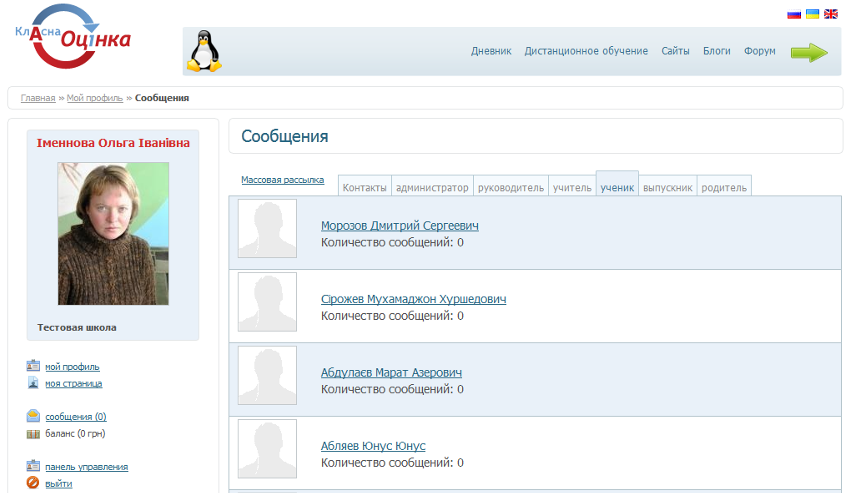 КлАсна
Оцінка
Дневник Дистанционное обучение Сайты Блоги Форум
Главная » Мой профиль » Сообщения
Іменнова Ольга Іванівна
Тестовая школа
мой профиль
моя страница
сообщения (0)
баланс (0 грн)
панель управления
выйти
Сообщения
Массовая рассылка
Контакты администратор руководитель учитель ученик выпускник родитель
Морозов Дмитрий Сергеевич
Количество сообщений: 0
Сірожев Мухамаджон Хуршедович
Количество сообщений: 0
Абдулаєв Марат Азерович
Количество сообщений: 0
Абляев Юнус Юнус
Количество сообщений: 0